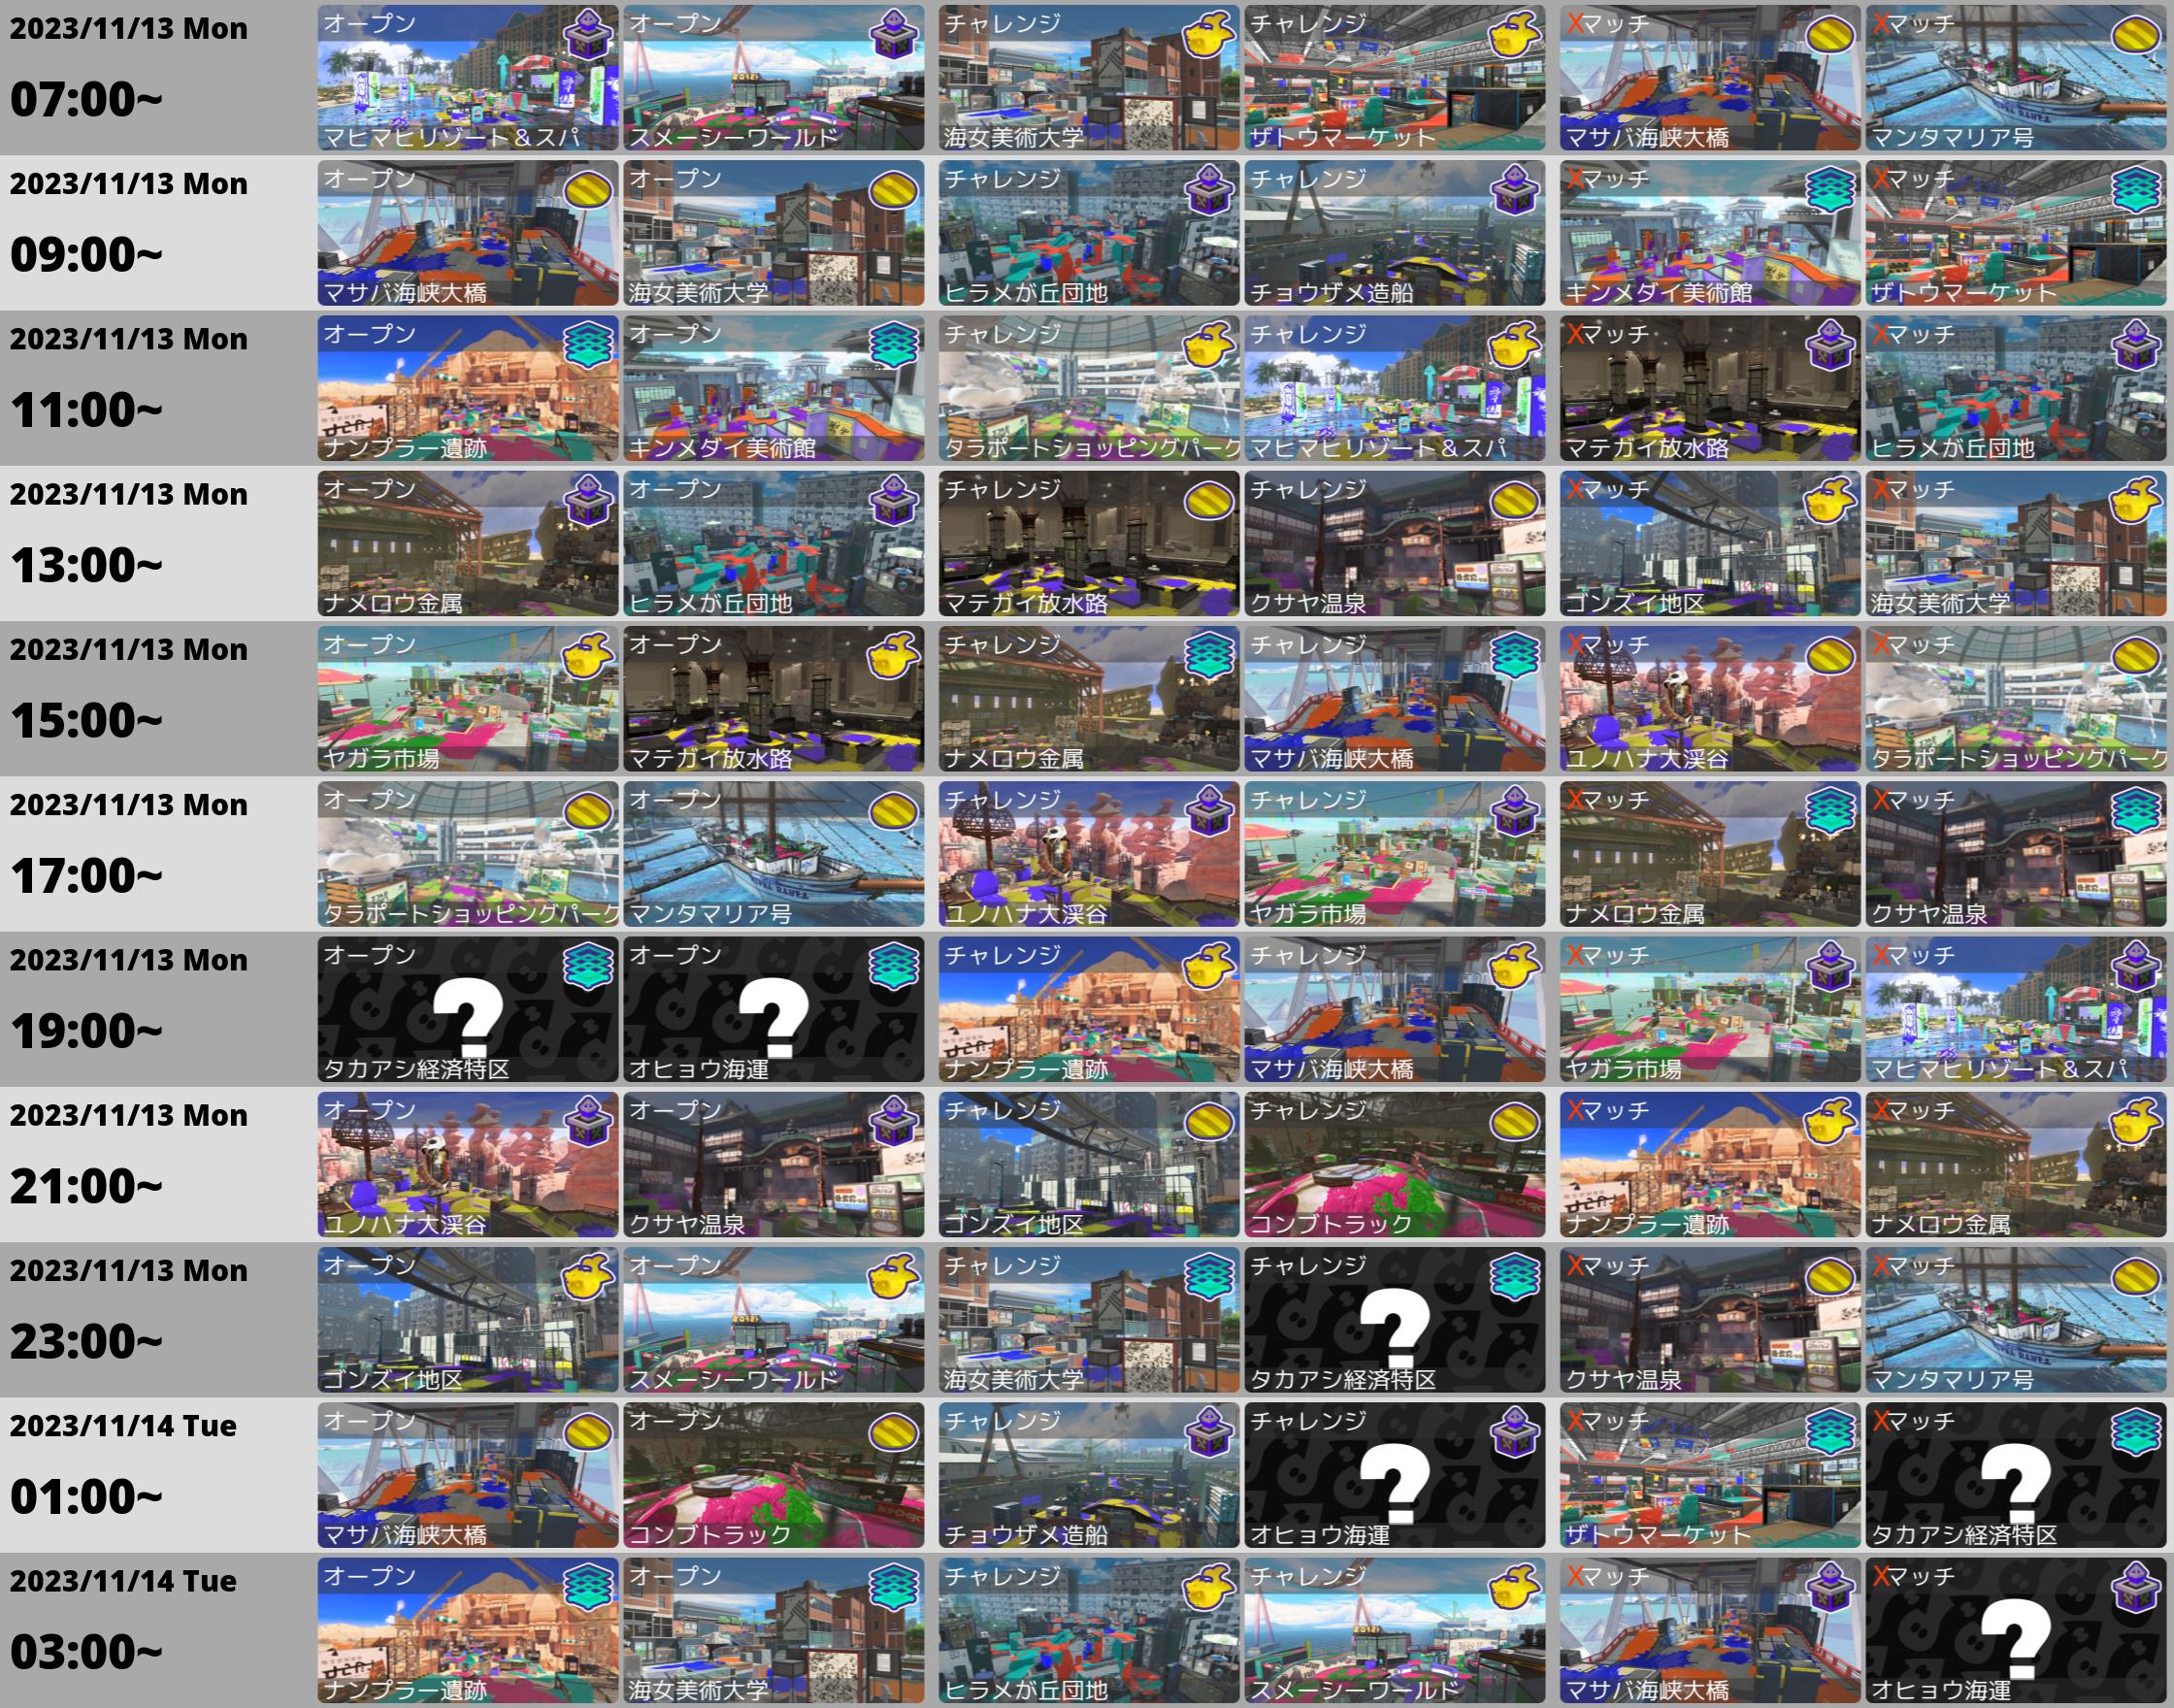 2023/11/13 Mon
07:00~
オープン
マヒマヒリゾート＆スパ
オープン
スメーシーワールド
チャレンジ
海女美術大学
チャレンジ
ザトウマーケット
Xマッチ
マサバ海峡大橋
Xマッチ
マンタマリア号
2023/11/13 Mon
09:00~
オープン
マサバ海峡大橋
オープン
海女美術大学
チャレンジ
ヒラメが丘団地
チャレンジ
チョウザメ造船
Xマッチ
キンメダイ美術館
Xマッチ
ザトウマーケット
2023/11/13 Mon
11:00~
オープン
ナンプラー遺跡
オープン
キンメダイ美術館
チャレンジ
タラポートショッピングパーク
チャレンジ
マヒマヒリゾート＆スパ
Xマッチ
マテガイ放水路
Xマッチ
ヒラメが丘団地
2023/11/13 Mon
13:00~
オープン
ナメロウ金属
オープン
ヒラメが丘団地
チャレンジ
マテガイ放水路
チャレンジ
クサヤ温泉
Xマッチ
ゴンズイ地区
Xマッチ
海女美術大学
2023/11/13 Mon
15:00~
オープン
ヤガラ市場
オープン
マテガイ放水路
チャレンジ
ナメロウ金属
チャレンジ
マサバ海峡大橋
Xマッチ
ユノハナ大渓谷
Xマッチ
タラポートショッピングパーク
2023/11/13 Mon
17:00~
オープン
タラポートショッピングパーク
オープン
マンタマリア号
チャレンジ
ユノハナ大渓谷
チャレンジ
ヤガラ市場
Xマッチ
ナメロウ金属
Xマッチ
クサヤ温泉
2023/11/13 Mon
19:00~
オープン
?
タカアシ経済特区
オープン
?
オヒョウ海運
チャレンジ
ナンプラー遺跡
チャレンジ
マサバ海峡大橋
Xマッチ
ヤガラ市場
Xマッチ
マヒマヒリゾート＆スパ
2023/11/13 Mon
21:00~
オープン
ユノハナ大渓谷
オープン
クサヤ温泉
チャレンジ
ゴンズイ地区
チャレンジ
コンブトラック
Xマッチ
ナンプラー遺跡
Xマッチ
ナメロウ金属
2023/11/13 Mon
23:00~
オープン
ゴンズイ地区
オープン
スメーシーワールド
チャレンジ
海女美術大学
チャレンジ
?
タカアシ経済特区
Xマッチ
クサヤ温泉
Xマッチ
マンタマリア号
2023/11/14 Tue
01:00~
オープン
マサバ海峡大橋
オープン
コンブトラック
チャレンジ
チョウザメ造船
チャレンジ
?
オヒョウ海運
Xマッチ
ザトウマーケット
Xマッチ
?
タカアシ経済特区
2023/11/14 Tue
03:00~
オープン
ナンプラー遺跡
オープン
海女美術大学
チャレンジ
ヒラメが丘団地
チャレンジ
スメーシーワールド
Xマッチ
マサバ海峡大橋
Xマッチ
?
オヒョウ海運